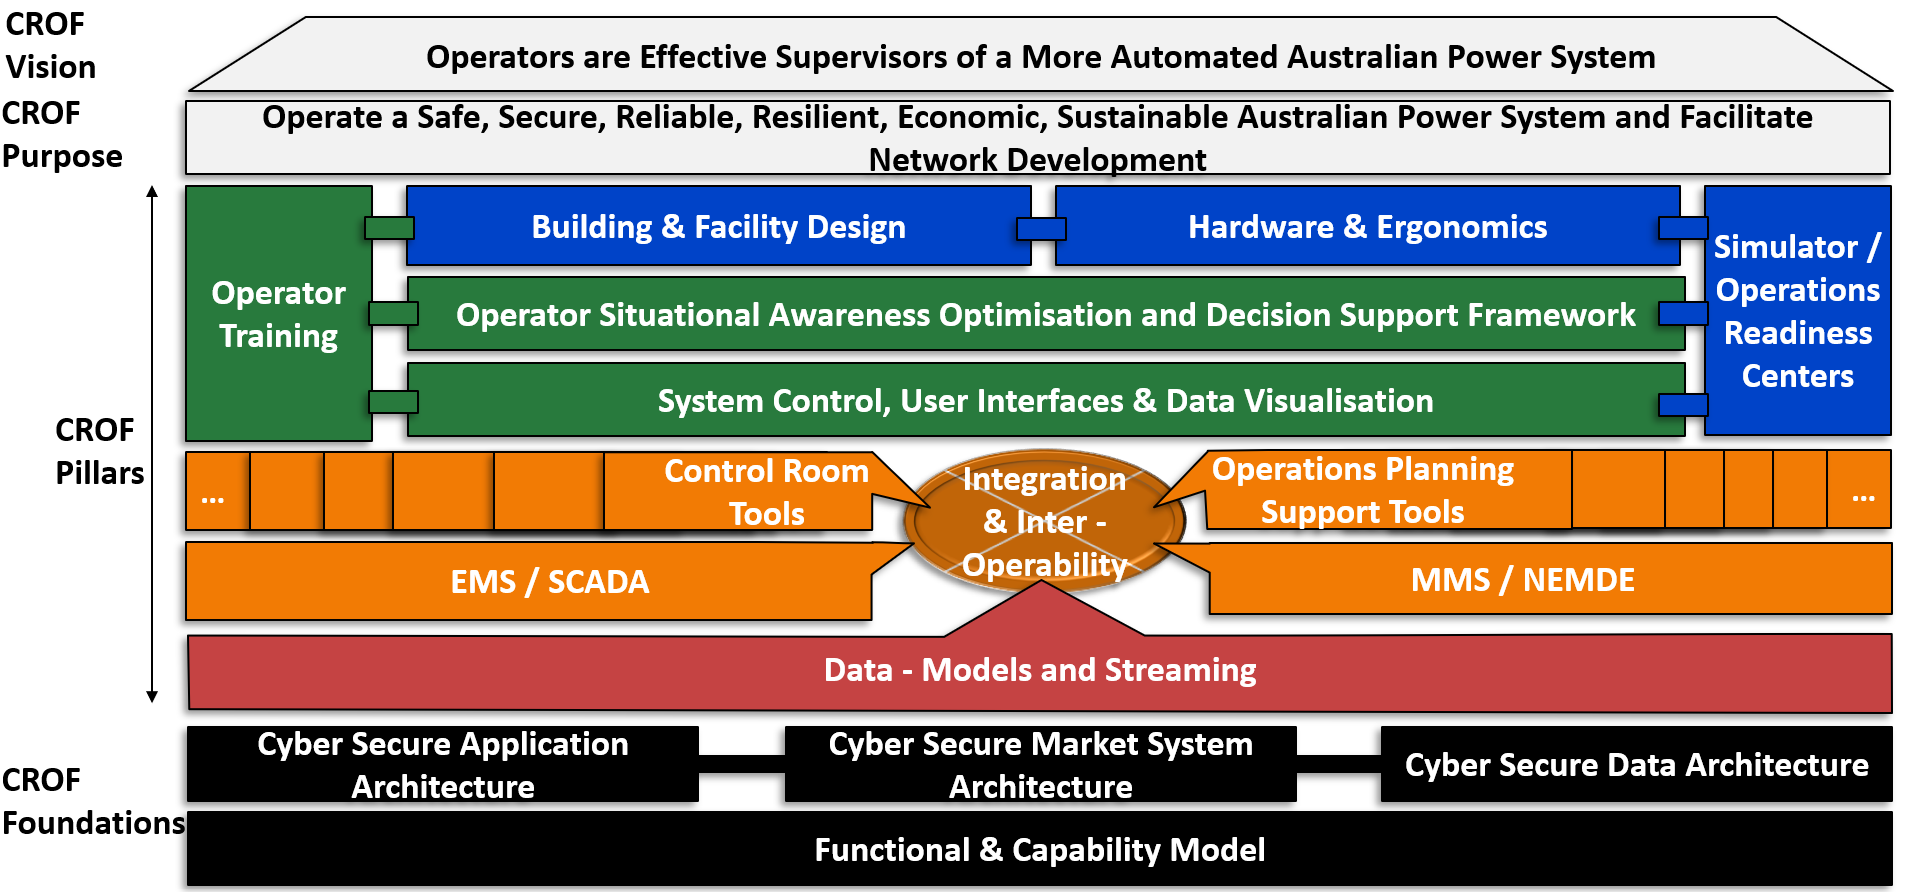 CROF
Vision
Operators are Effective Supervisors of a More Automated Australian Power System
CROF
Purpose
Operate a Safe, Secure, Reliable, Resilient, Economic, Sustainable Australian Power System and Facilitate
Network Development
CROF
Pillars
Operator
Training
Building & Facility Design
Hardware & Ergonomics
Simulator /
Operations
Readiness
Centers
Operator Situational Awareness Optimisation and Decision Support Framework
System Control, User Interfaces & Data Visualisation
...
Control Room
Tools
Integration
& Inter -
Operability
Operations Planning
Support Tools
...
EMS / SCADA
MMS / NEMDE
Data - Models and Streaming
CROF
Foundations
Cyber Secure Application
Architecture
Cyber Secure Market System
Architecture
Cyber Secure Data Architecture
Functional & Capability Model